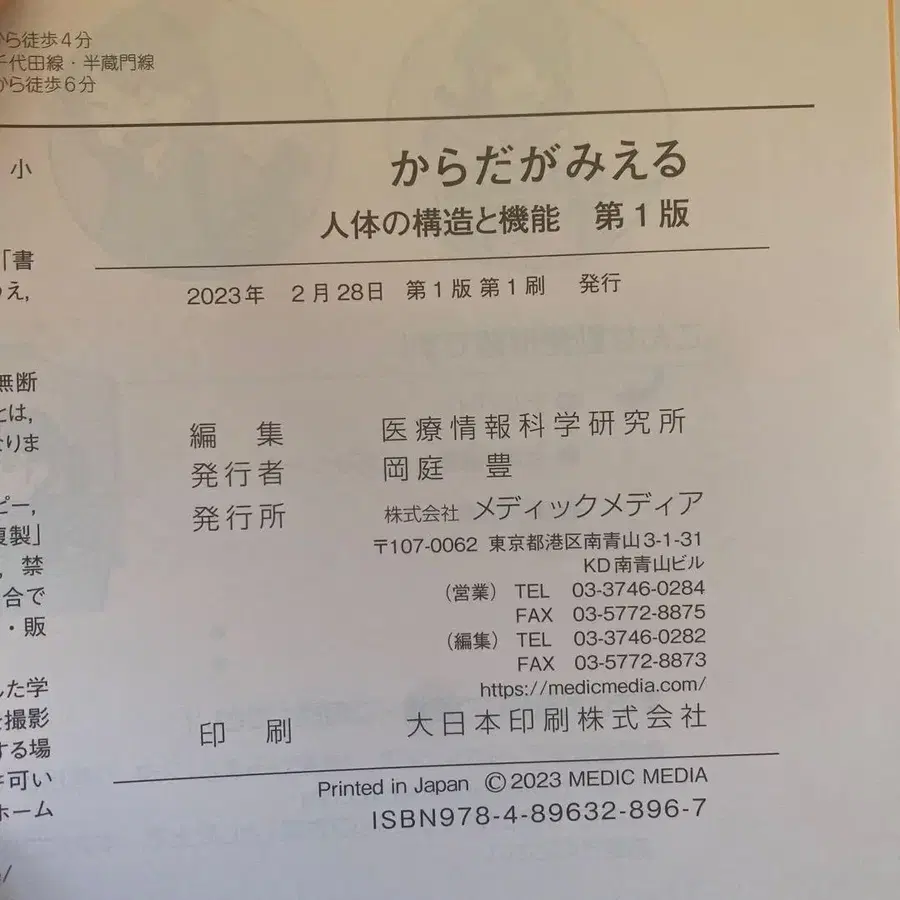 から徒歩4分
千代田線・半蔵門線
から徒歩6分
小
「書
え,
無断
とは,
なりま
ピー,
複製」
, 禁
合で
・販
した学
撮影
する場
許可い
ホーム
/
からだがみえる
人体の構造と機能 第1版
2023年 2月28日 第1版 第1刷 発行
編 集 医療情報科学研究所
発行者 岡庭 豊
発行所 株式会社 メディックメディア
〒107-0062 東京都港区南青山3-1-31
KD南青山ビル
(営業) TEL 03-3746-0284
FAX 03-5772-8875
(編集) TEL 03-3746-0282
FAX 03-5772-8873
https://medicmedia.com/
印 刷 大日本印刷株式会社
Printed in Japan ©2023 MEDIC MEDIA
ISBN978-4-89632-896-7